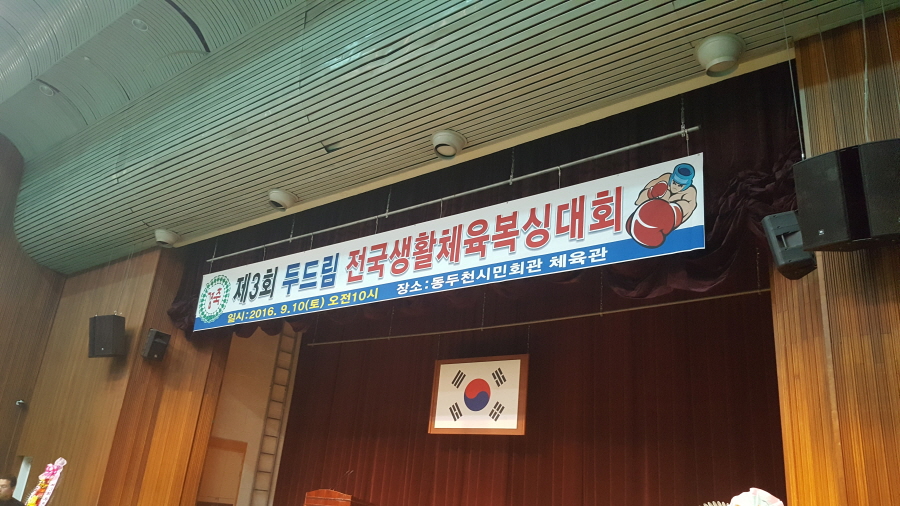 경축
제3회 두드림 전국생활체육복싱대회
일시:2016. 9.10(토) 오전10시 장소:동두천시민회관 체육관